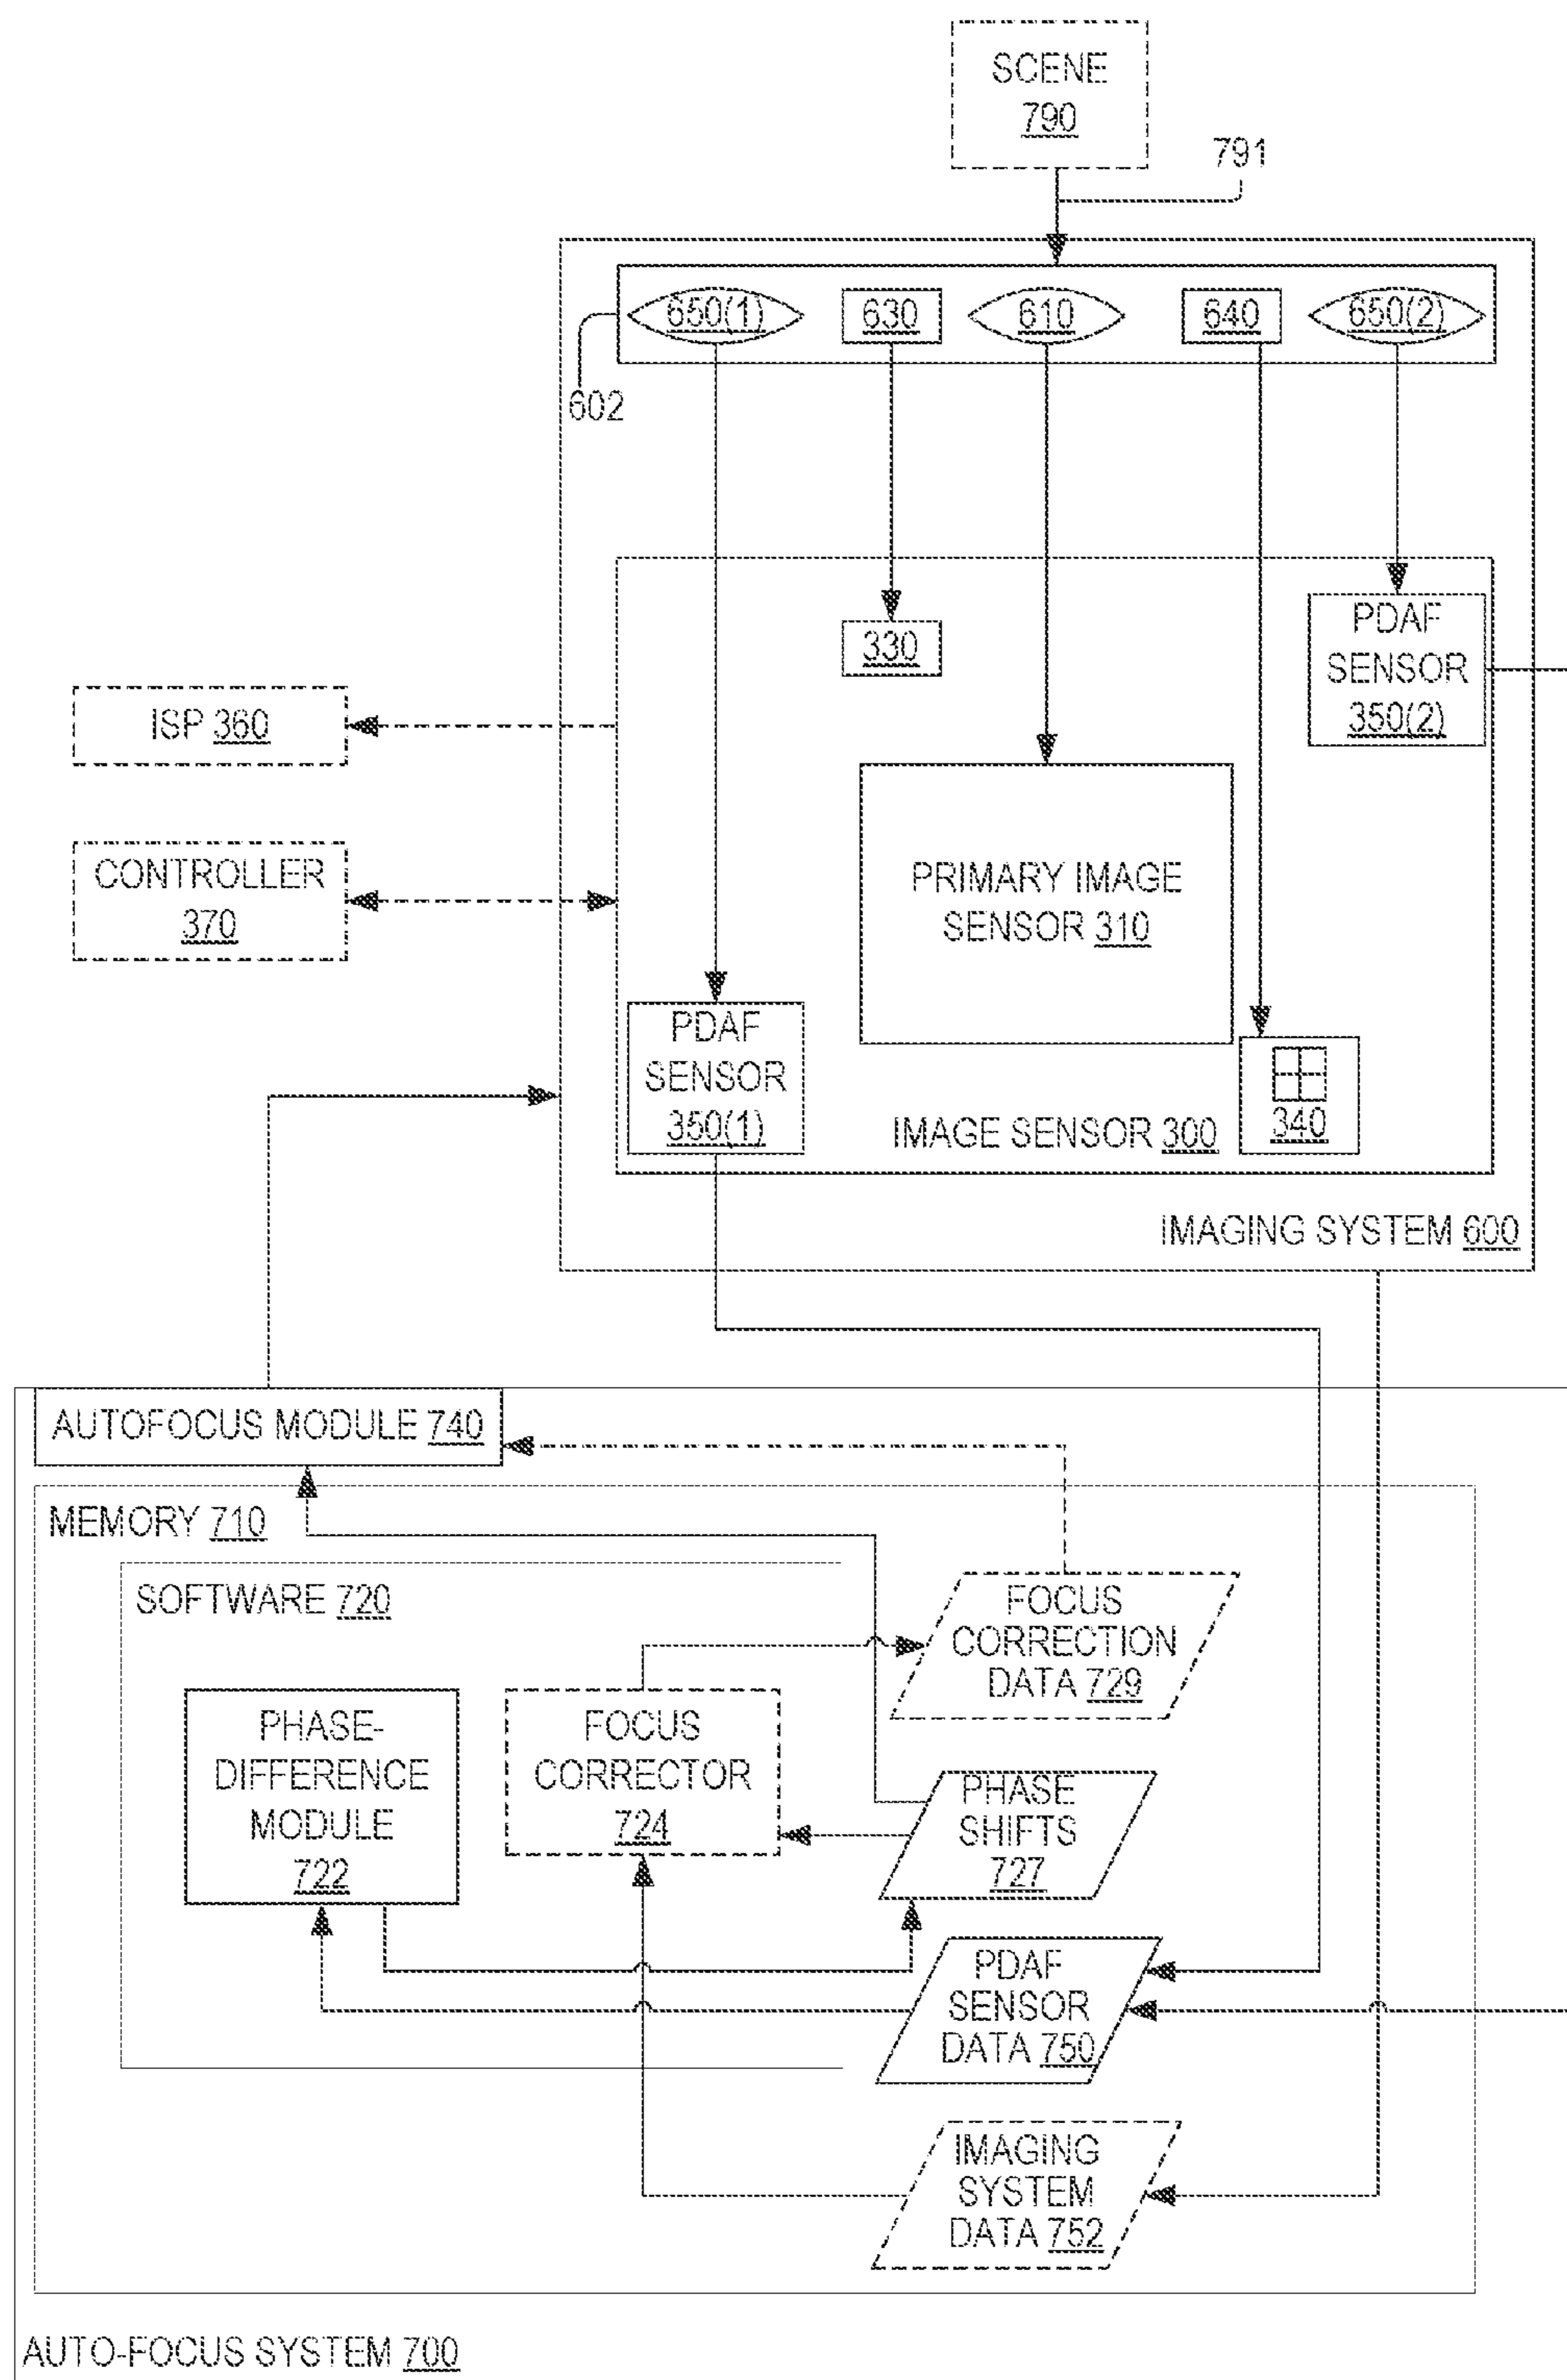 SCENE
790
791
650(1)
630
610
640
650(2)
602
330
PDAF
SENSOR
350(2)
ISP 360
CONTROLLER
370
PRIMARY IMAGE
SENSOR 310
PDAF
SENSOR
350(1)
340
IMAGE SENSOR 300
IMAGING SYSTEM 600
AUTOFOCUS MODULE 740
MEMORY 710
SOFTWARE 720
FOCUS
CORRECTION
DATA 729
PHASE-
DIFFERENCE
MODULE
722
FOCUS
CORRECTOR
724
PHASE
SHIFTS
727
PDAF
SENSOR
DATA 750
IMAGING
SYSTEM
DATA 752
AUTO-FOCUS SYSTEM 700